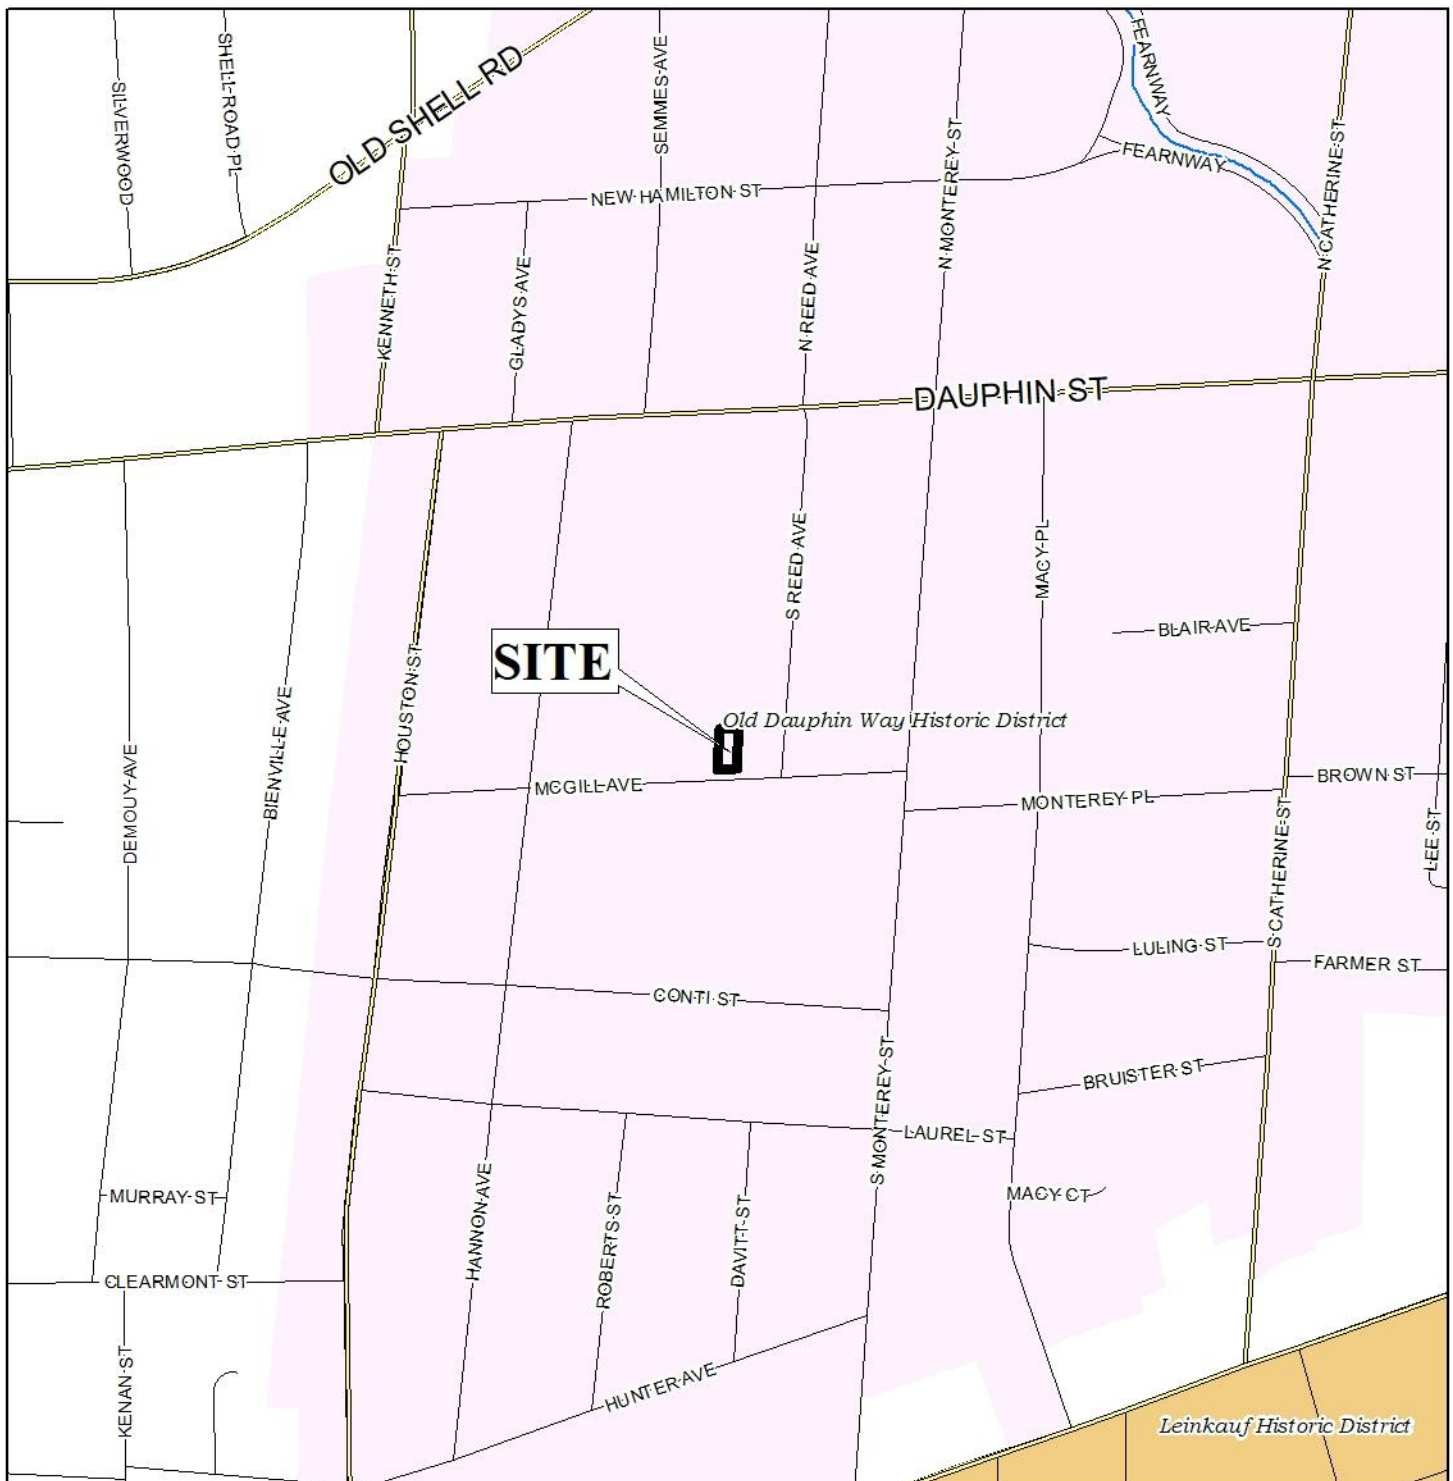 SILVERWOOD
SHELL ROAD PL
OLD SHELL RD
SEMMES AVE
FEARNWAY
FEARNWAY
N MONTEREY ST
N CATHERINE ST
NEW HAMILTON ST
KENNETH ST
GLADYS AVE
N REED AVE
DAUPHIN ST
S REED AVE
MACY PL
BLAIR AVE
SITE
HOUSTON ST
Old Dauphin Way Historic District
BIENVILLE AVE
DEMOUY AVE
MCGILL AVE
MONTEREY PL
BROWN ST
LEE ST
S CATHERINE ST
LULING ST
FARMER ST
CONTI ST
BRUISTER ST
S MONTEREY ST
LAUREL ST
MURRAY ST
HANNON AVE
ROBERTS ST
DAVITT ST
MACY CT
CLEARMONT ST
KENAN ST
HUNTER AVE
Leinkauf Historic District